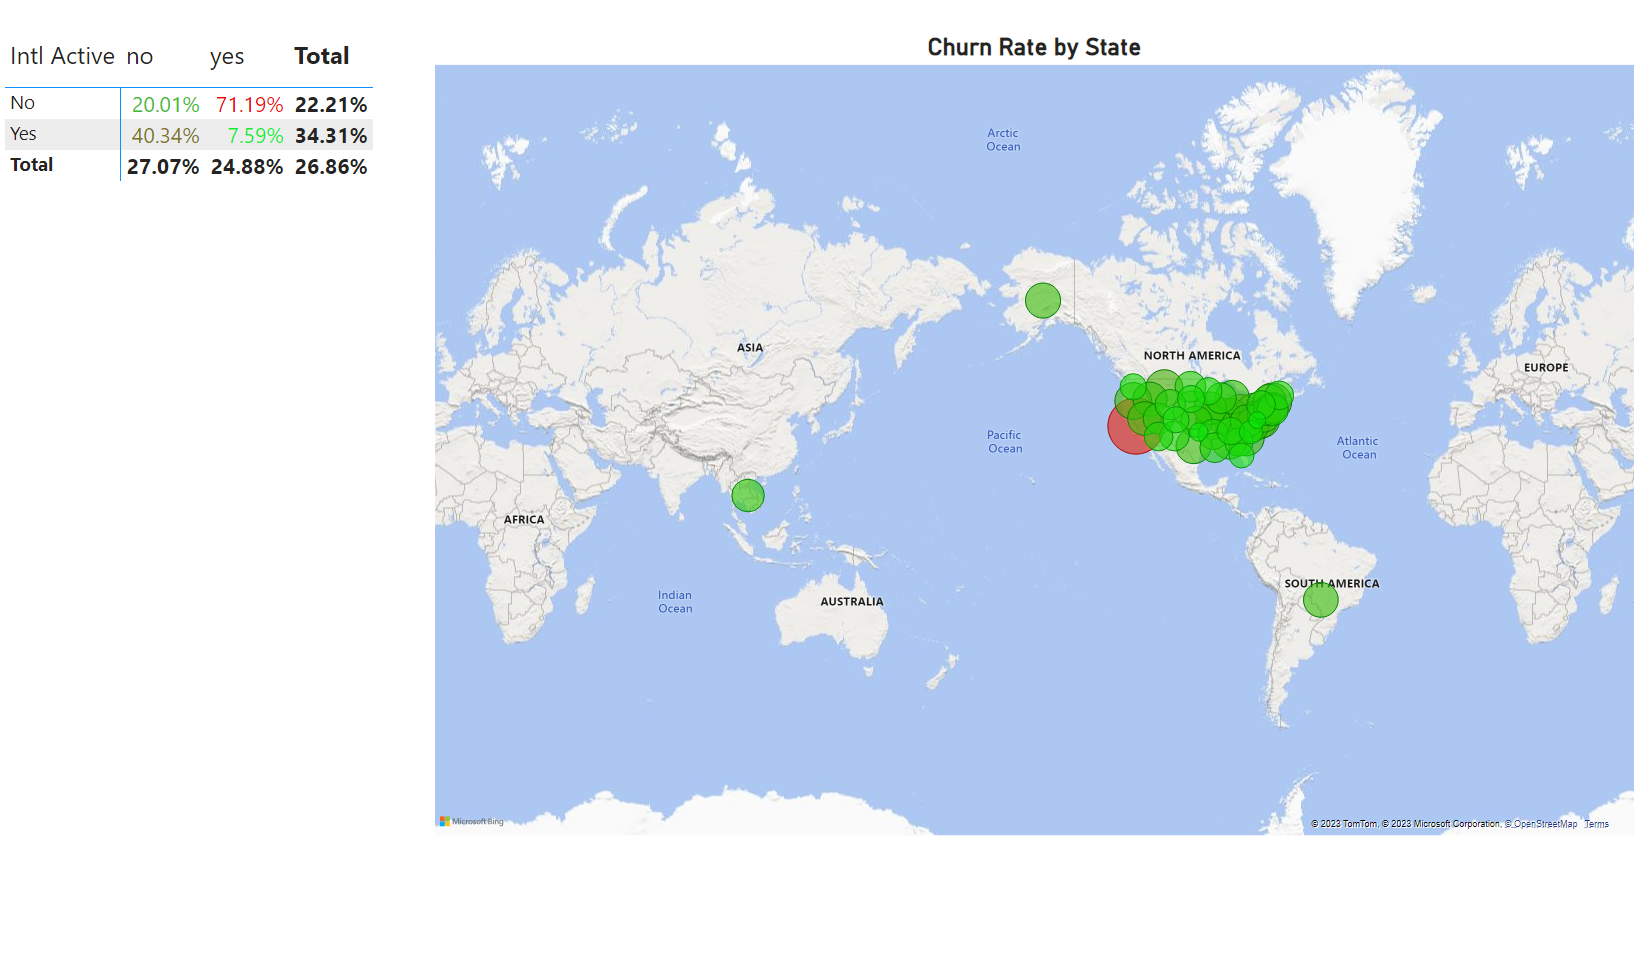 Intl Active no yes Total
No 20.01% 71.19% 22.21%
Yes 40.34% 7.59% 34.31%
Total 27.07% 24.88% 26.86%
Churn Rate by State
Arctic
Ocean
ASIA
NORTH AMERICA
EUROPE
Pacific
Ocean
Atlantic
Ocean
AFRICA
SOUTH AMERICA
Indian
Ocean
AUSTRALIA
Microsoft Bing
© 2023 TomTom, © 2023 Microsoft Corporation, © OpenStreetMap Terms